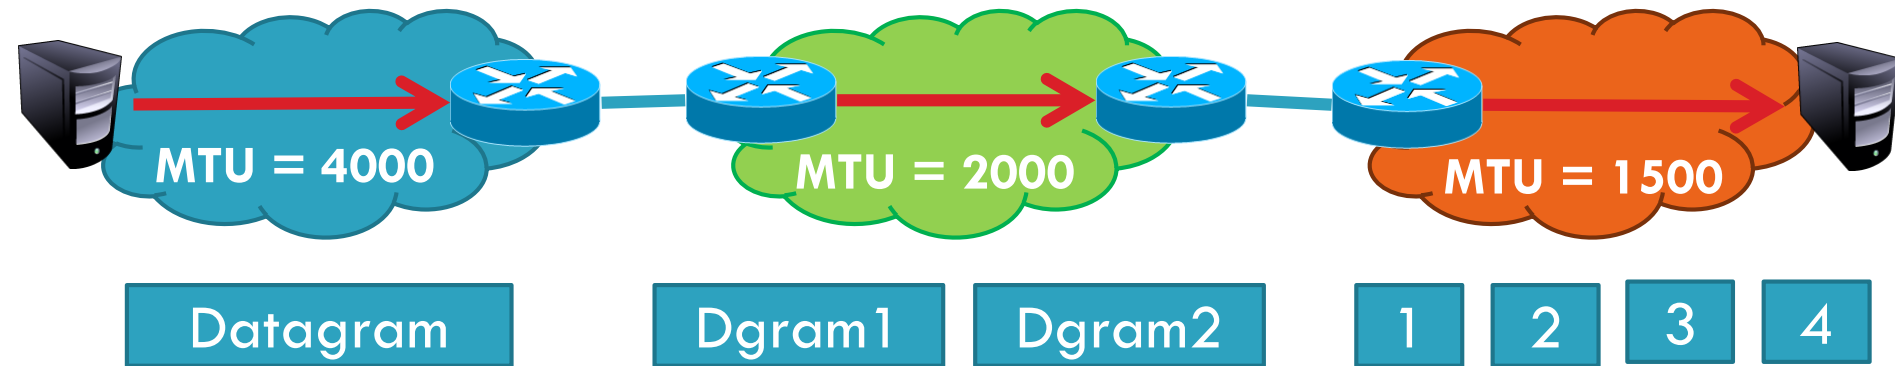 MTU = 4000
MTU = 2000
MTU = 1500
Datagram
Dgram1
Dgram2
1
2
3
4